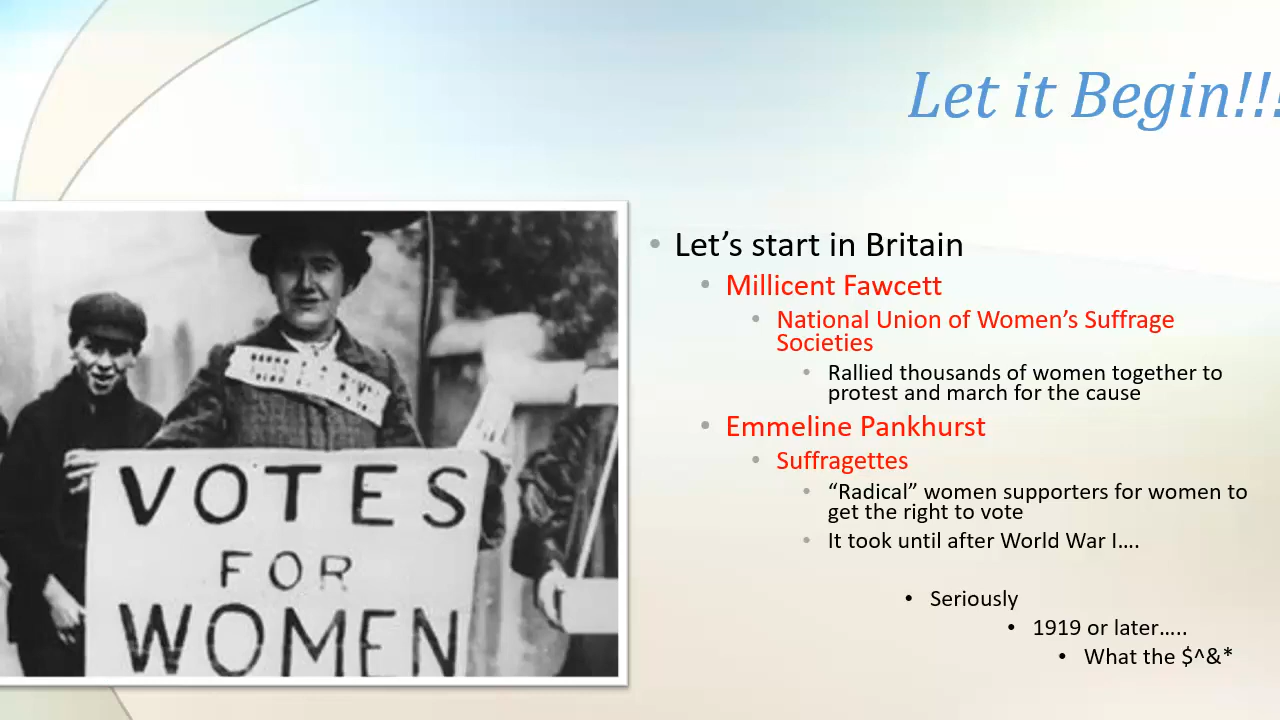 Let it Begin!!!
• Let’s start in Britain
• Millicent Fawcett
• National Union of Women’s Suffrage
Societies
• Rallied thousands of women together to
protest and march for the cause
• Emmeline Pankhurst
• Suffragettes
• “Radical” women supporters for women to
get the right to vote
• It took until after World War I….
• Seriously
• 1919 or later…..
• What the $^&*
VOTES
FOR
WOMEN